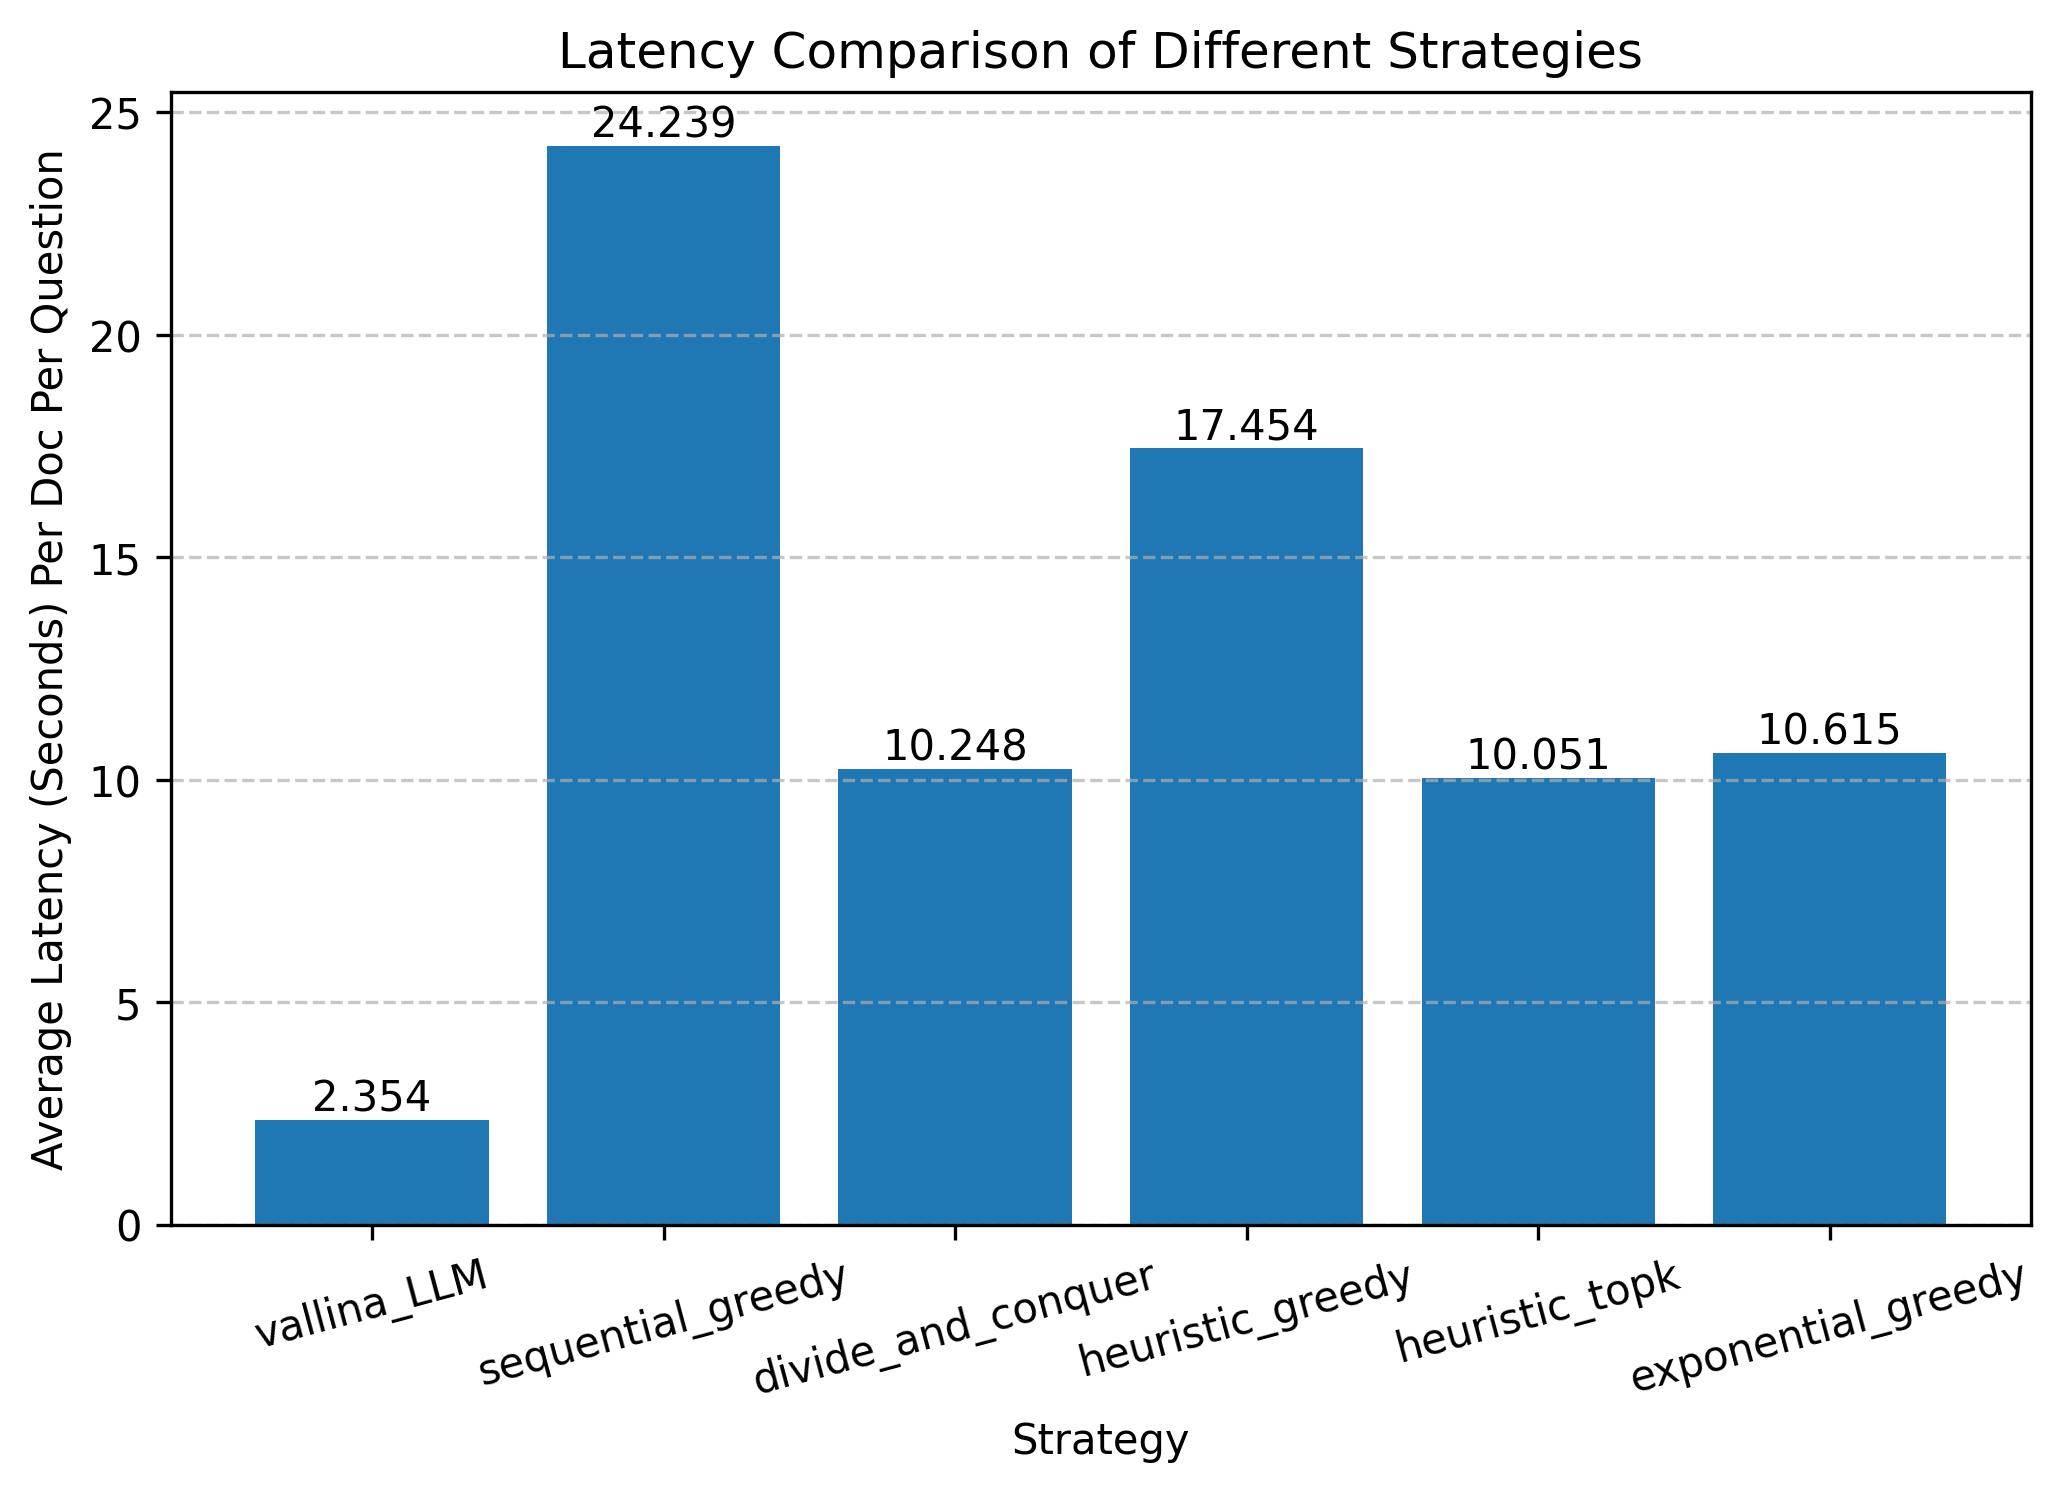 Latency Comparison of Different Strategies
Average Latency (Seconds) Per Doc Per Question
25
20
15
10
5
0
2.354
24.239
10.248
17.454
10.051
10.615
vallina_LLM
sequential_greedy
divide_and_conquer
heuristic_greedy
heuristic_topk
exponential_greedy
Strategy